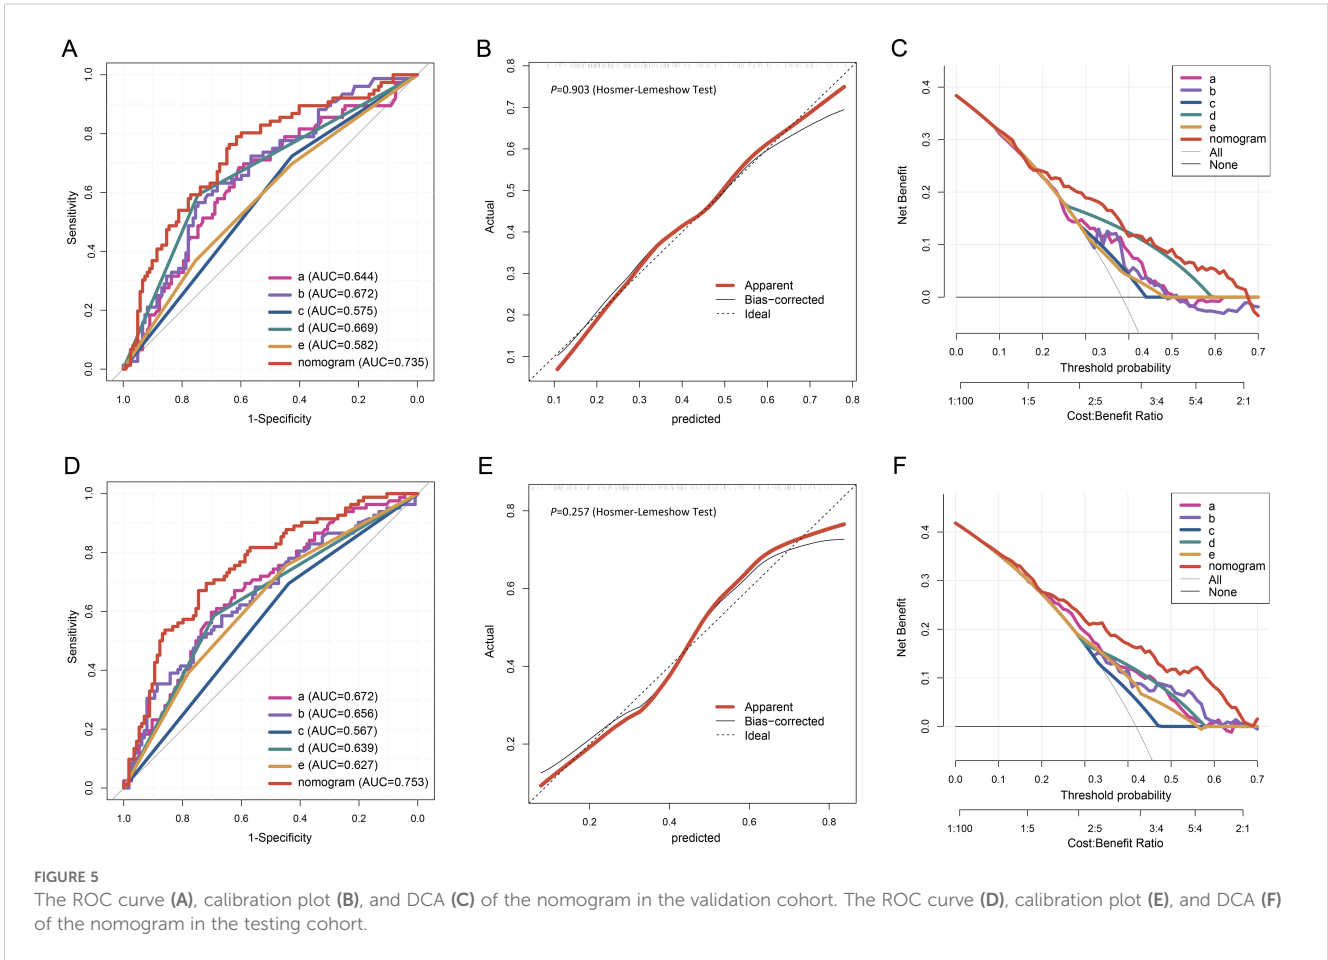 A
1.0
0.8
0.6
0.4
0.2
0.0
Sensitivity
a (AUC=0.644)
b (AUC=0.672)
c (AUC=0.575)
d (AUC=0.669)
e (AUC=0.582)
nomogram (AUC=0.735)
1.0 0.8 0.6 0.4 0.2 0.0
1-Specificity
B
P=0.903 (Hosmer-Lemeshow Test)
0.8
0.7
0.6
0.5
0.4
0.3
0.2
0.1
Actual
Apparent
Bias-corrected
Ideal
0.1 0.2 0.3 0.4 0.5 0.6 0.7 0.8
predicted
C
a
b
c
d
e
nomogram
All
None
0.4
0.3
0.2
0.1
0.0
Net Benefit
0.0 0.1 0.2 0.3 0.4 0.5 0.6 0.7
Threshold probability
1:100 1:5 2:5 3:4 5:4 2:1
Cost:Benefit Ratio
D
1.0
0.8
0.6
0.4
0.2
0.0
Sensitivity
a (AUC=0.672)
b (AUC=0.656)
c (AUC=0.567)
d (AUC=0.639)
e (AUC=0.627)
nomogram (AUC=0.753)
1.0 0.8 0.6 0.4 0.2 0.0
1-Specificity
E
P=0.257 (Hosmer-Lemeshow Test)
0.8
0.6
0.4
0.2
Actual
Apparent
Bias-corrected
Ideal
0.2 0.4 0.6 0.8
predicted
F
a
b
c
d
e
nomogram
All
None
0.4
0.3
0.2
0.1
0.0
Net Benefit
0.0 0.1 0.2 0.3 0.4 0.5 0.6 0.7
Threshold probability
1:100 1:5 2:5 3:4 5:4 2:1
Cost:Benefit Ratio
FIGURE 5
The ROC curve (A), calibration plot (B), and DCA (C) of the nomogram in the validation cohort. The ROC curve (D), calibration plot (E), and DCA (F)
of the nomogram in the testing cohort.